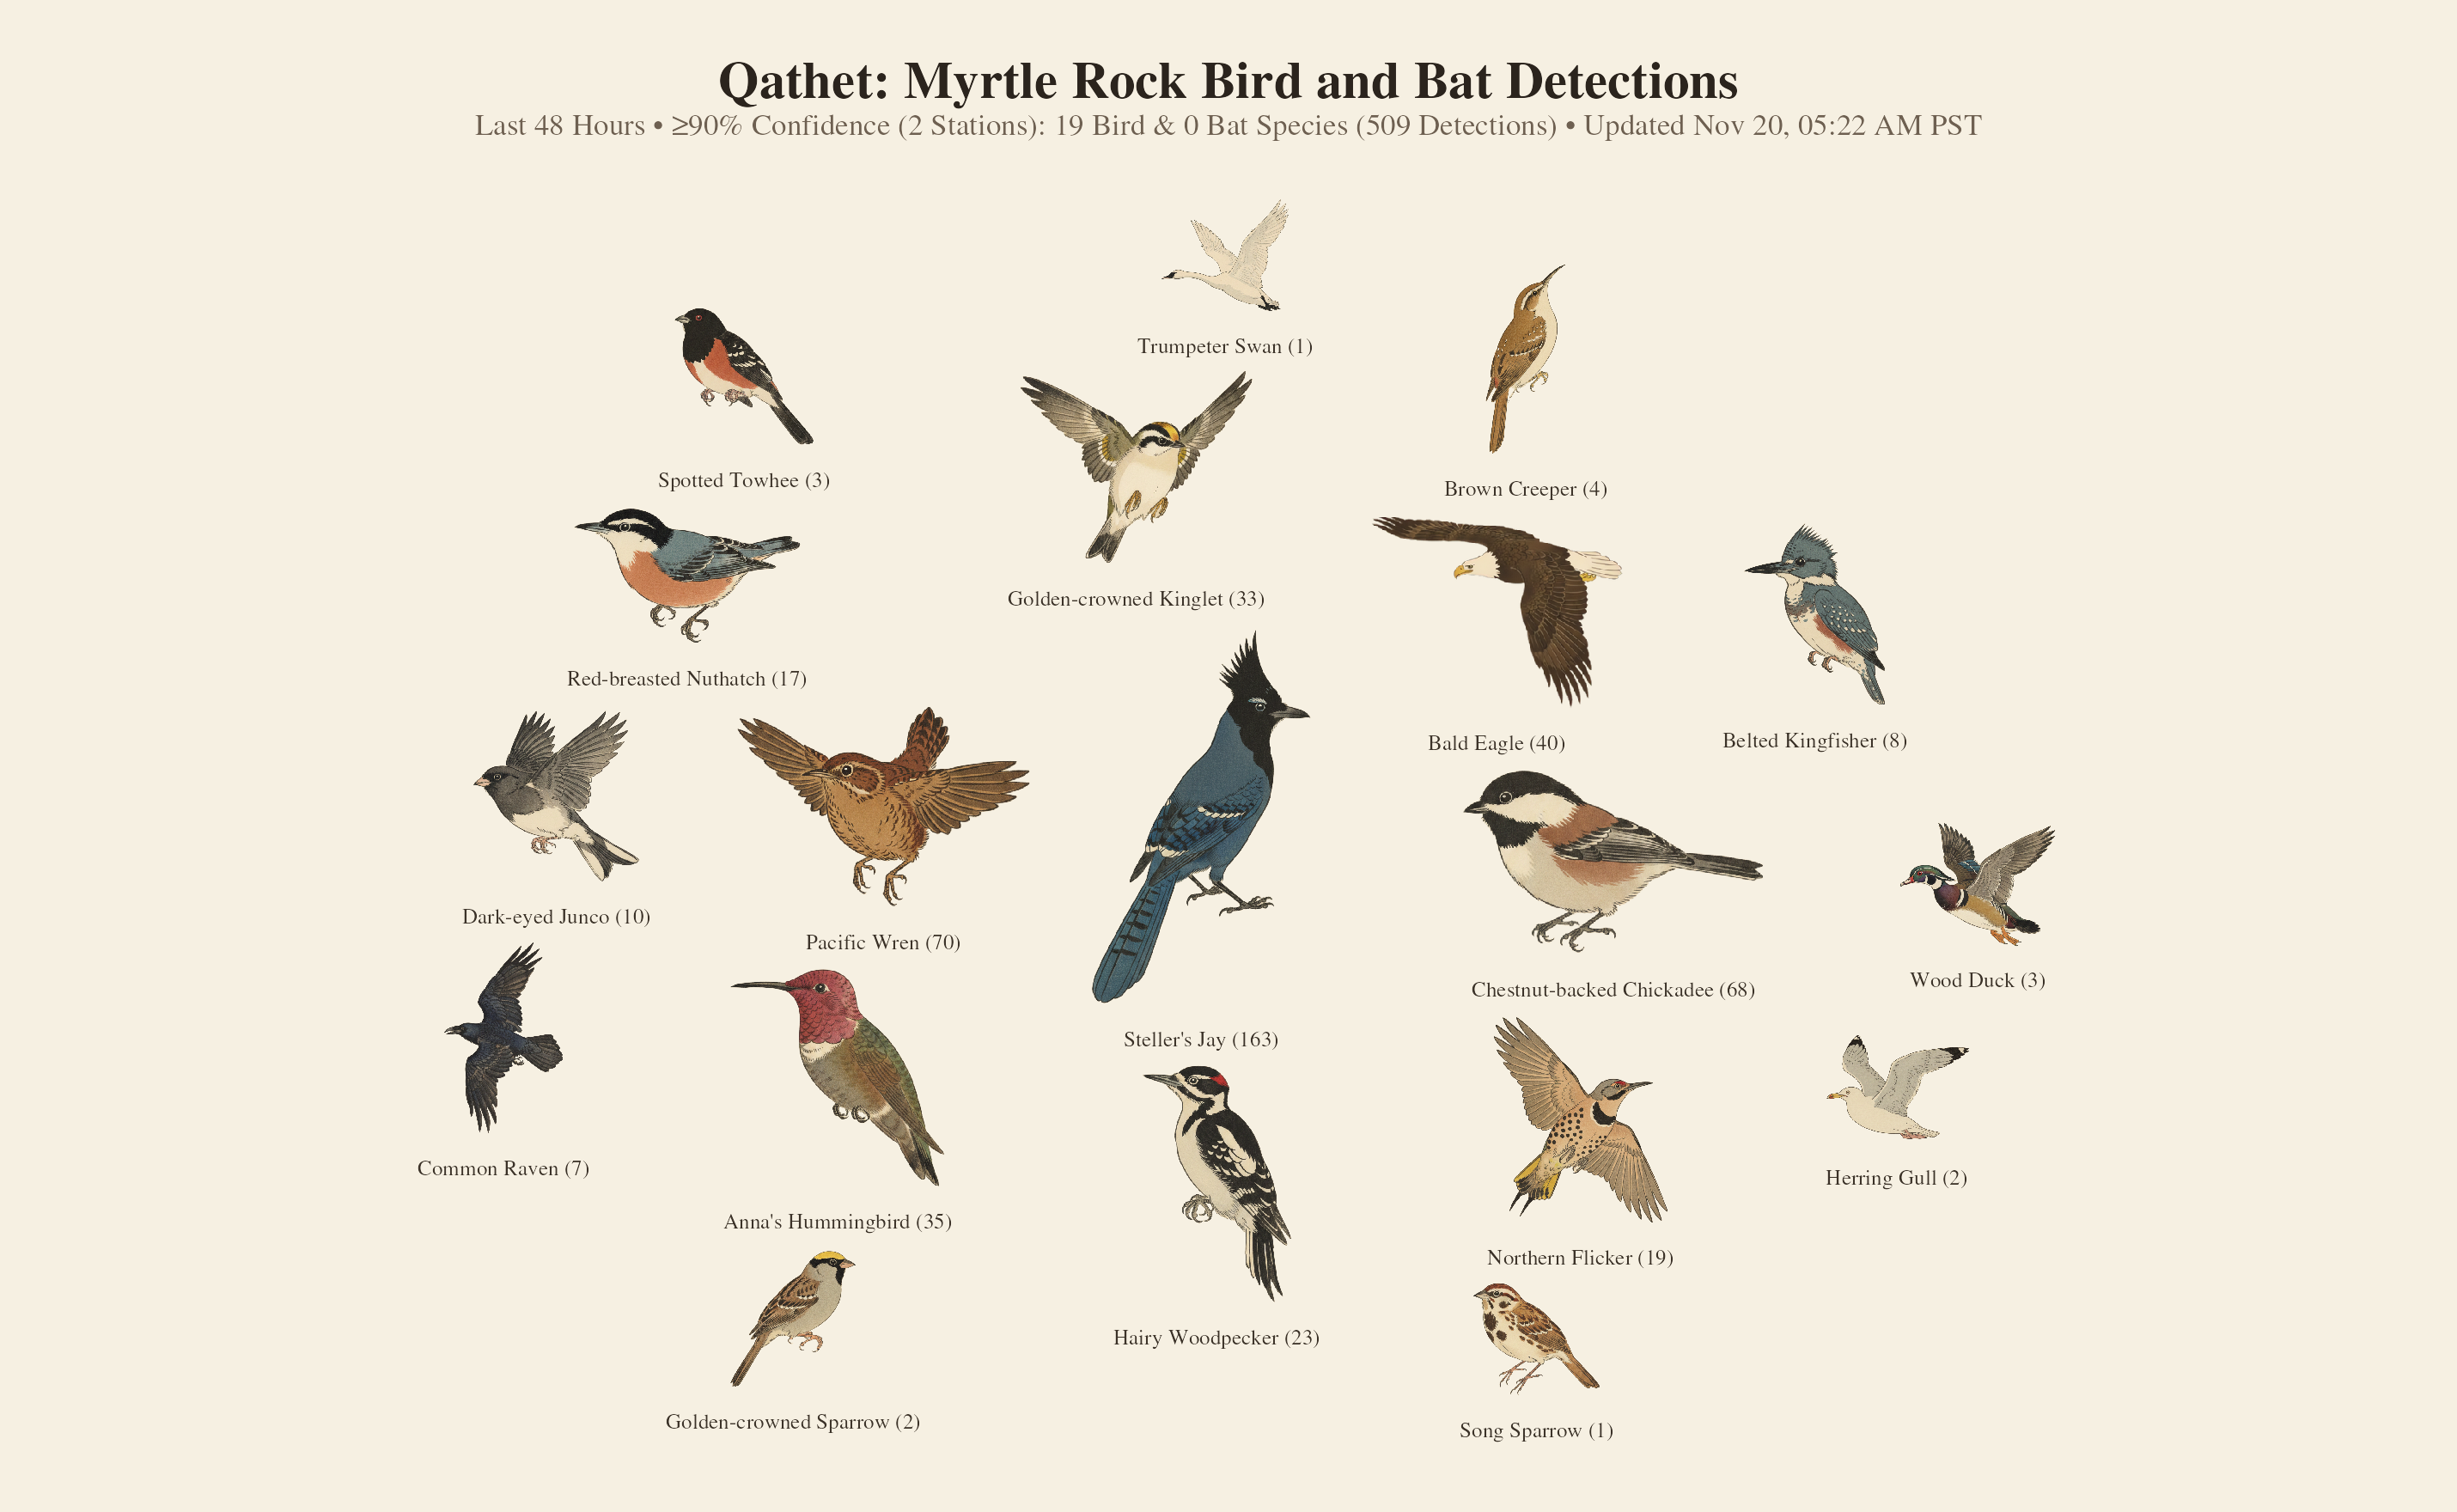 Qathet: Myrtle Rock Bird and Bat Detections
Last 48 Hours • ≥90% Confidence (2 Stations): 19 Bird & 0 Bat Species (509 Detections) • Updated Nov 20, 05:22 AM PST
Trumpeter Swan (1)
Spotted Towhee (3)
Brown Creeper (4)
Golden-crowned Kinglet (33)
Red-breasted Nuthatch (17)
Bald Eagle (40)
Belted Kingfisher (8)
Dark-eyed Junco (10)
Pacific Wren (70)
Chestnut-backed Chickadee (68)
Wood Duck (3)
Steller's Jay (163)
Common Raven (7)
Herring Gull (2)
Anna's Hummingbird (35)
Northern Flicker (19)
Hairy Woodpecker (23)
Golden-crowned Sparrow (2)
Song Sparrow (1)